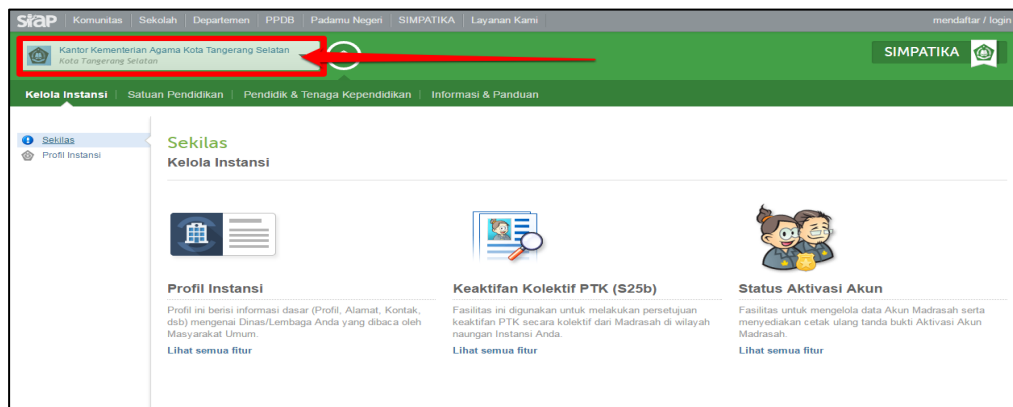 siap Komunitas Sekolah Departemen PPDB Padamu Negeri SIMPATIKA Layanan Kami mendaftar / login
Kantor Kementerian Agama Kota Tangerang Selatan
Kota Tangerang Selatan
SIMPATIKA
Kelola Instansi Satuan Pendidikan Pendidik & Tenaga Kependidikan Informasi & Panduan
Sekilas
Profil Instansi
Sekilas
Kelola Instansi
Profil Instansi
Profil ini berisi informasi dasar (Profil, Alamat, Kontak,
dsb) mengenai Dinas/Lembaga Anda yang dibaca oleh
Masyarakat Umum.
Lihat semua fitur
Keaktifan Kolektif PTK (S25b)
Fasilitas ini digunakan untuk melakukan persetujuan
keaktifan PTK secara kolektif dari Madrasah di wilayah
naungan Instansi Anda.
Lihat semua fitur
Status Aktivasi Akun
Fasilitas untuk mengelola data Akun Madrasah serta
menyediakan cetak ulang tanda bukti Aktivasi Akun
Madrasah.
Lihat semua fitur